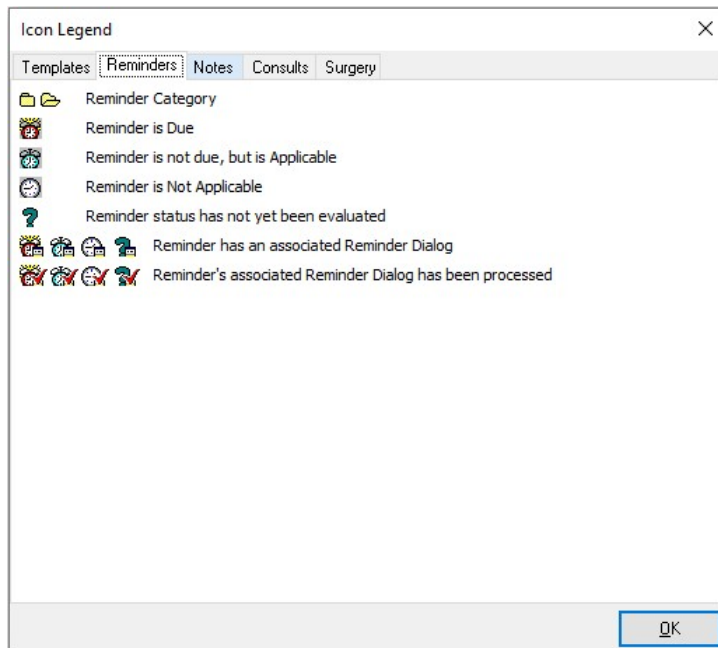 Icon Legend
Templates Reminders Notes Consults Surgery
Reminder Category
Reminder is Due
Reminder is not due, but is Applicable
Reminder is Not Applicable
Reminder status has not yet been evaluated
Reminder has an associated Reminder Dialog
Reminder's associated Reminder Dialog has been processed
OK